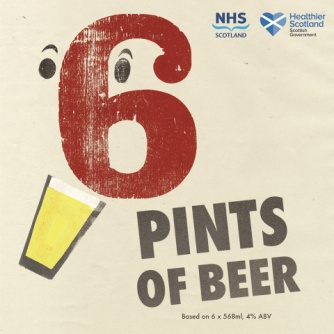 NHS
SCOTLAND
Healthier
Scotland
Scottish
Government
6
PINTS
OF BEER
Based on 6 x 568ml, 4% ABV